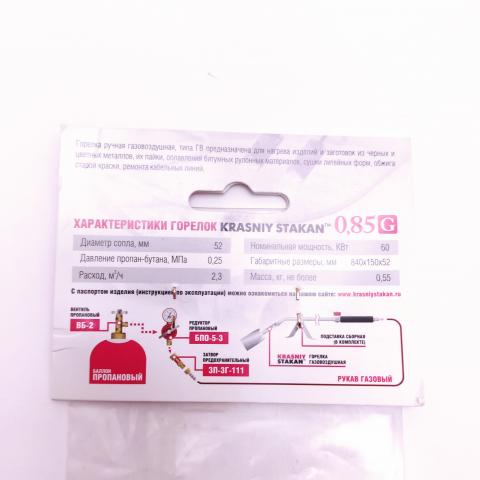 Горелка ручная газовоздушная, типа ГВ предназначена для нагрева изделий и заготовок из черных и
цветных металлов, их пайки, оплавления битумных рулонных материалов, сушки литейных форм, обжига
старой краски, ремонта кабельных линий.
ХАРАКТЕРИСТИКИ ГОРЕЛОК KRASNIY STAKAN™ 0,85 G
Диаметр сопла, мм 52 Номинальная мощность, КВт 60
Давление пропан-бутана, МПа 0,25 Габаритные размеры, мм 840х150х52
Расход, м³/ч 2,3 Масса, кг, не более 0,55
С паспортом изделия (инструкцией по эксплуатации) можно ознакомиться на нашем сайте: www.krasniystakan.ru
ВЕНТИЛЬ
ПРОПАНОВЫЙ
ВБ-2
РЕДУКТОР
ПРОПАНОВЫЙ
БПО-5-3
ЗАТВОР
ПРЕДОХРАНИТЕЛЬНЫЙ
ЗП-3Г-111
БАЛЛОН
ПРОПАНОВЫЙ
ПОДСТАВКА СБОРНАЯ
(В КОМПЛЕКТЕ)
KRASNIY STAKAN™
ГОРЕЛКА
ГАЗОВОЗДУШНАЯ
РУКАВ ГАЗОВЫЙ